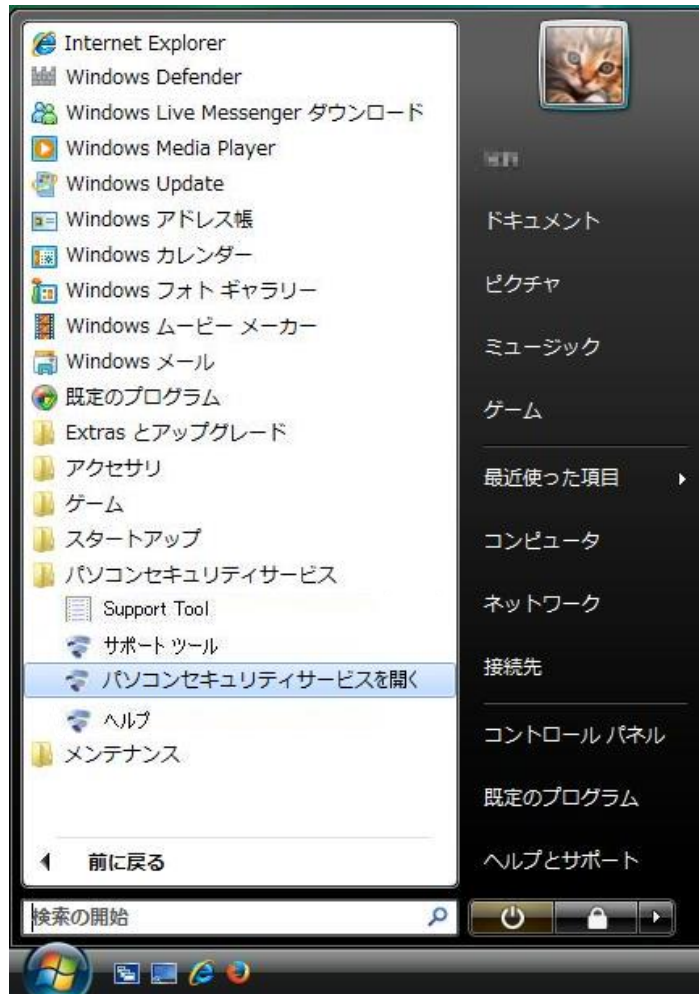 Internet Explorer
Windows Defender
Windows Live Messenger ダウンロード
Windows Media Player
Windows Update
Windows アドレス帳
Windows カレンダー
Windows フォト ギャラリー
Windows ムービー メーカー
Windows メール
既定のプログラム
Extras とアップグレード
アクセサリ
ゲーム
スタートアップ
パソコンセキュリティサービス
Support Tool
サポート ツール
パソコンセキュリティサービスを開く
ヘルプ
メンテナンス
前に戻る
検索の開始
ドキュメント
ピクチャ
ミュージック
ゲーム
最近使った項目
コンピュータ
ネットワーク
接続先
コントロール パネル
既定のプログラム
ヘルプとサポート